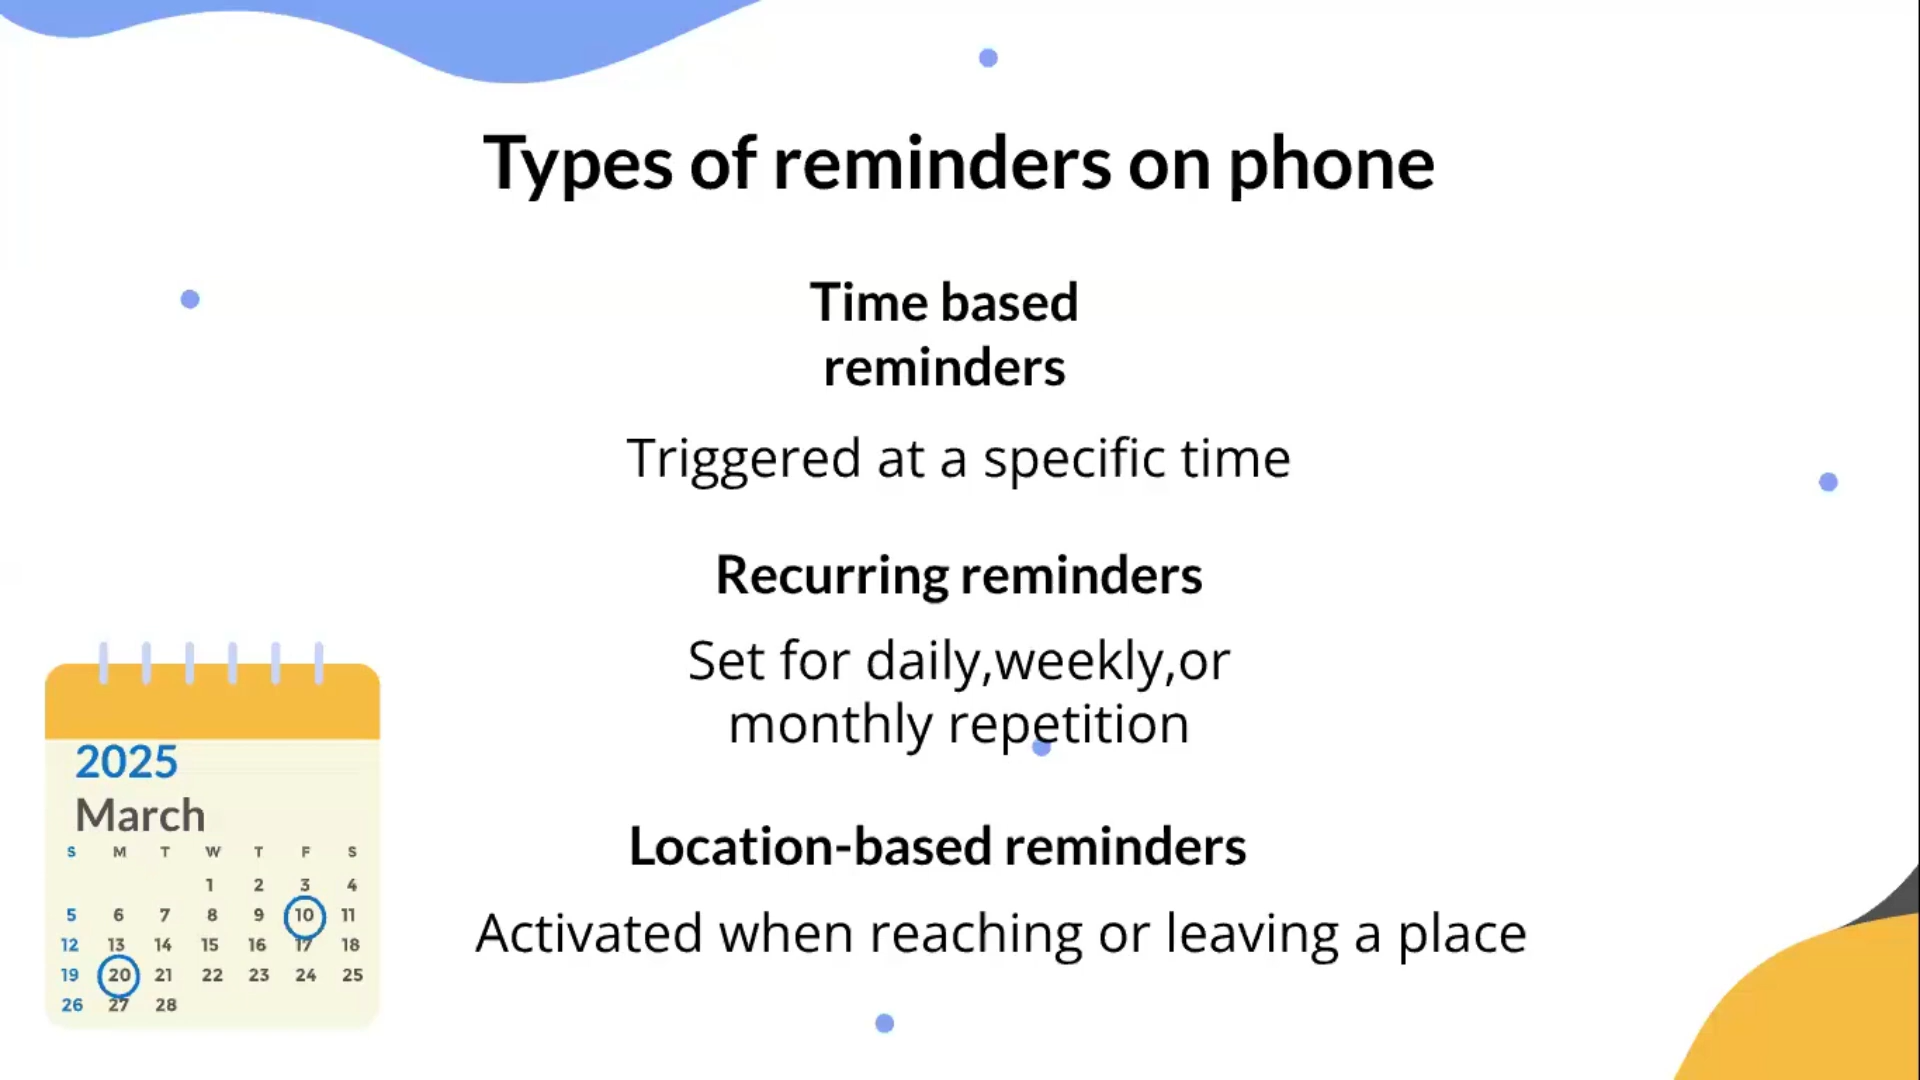 Types of reminders on phone
Time based
reminders
Triggered at a specific time
Recurring reminders
Set for daily,weekly,or
monthly repetition
Location-based reminders
Activated when reaching or leaving a place
2025
March
S M T W T F S
1 2 3 4
5 6 7 8 9 10 11
12 13 14 15 16 17 18
19 20 21 22 23 24 25
26 27 28